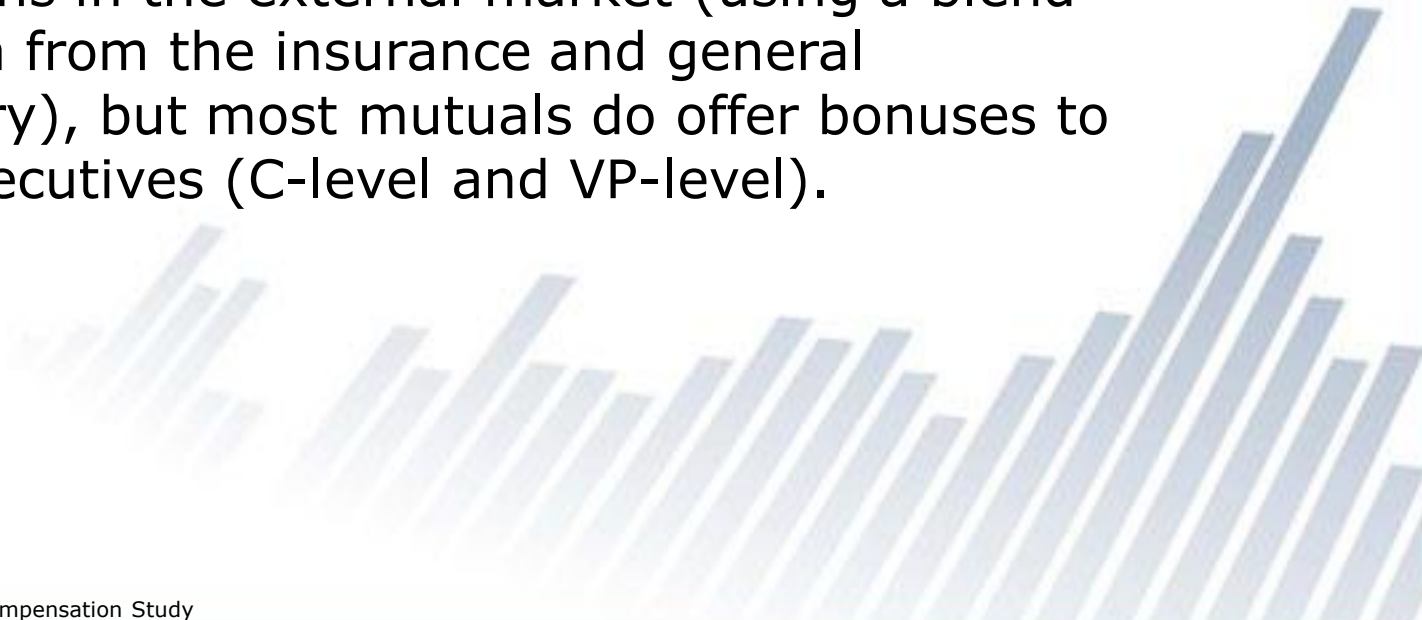 in the external market (using a blend
from the insurance and general
ry), but most mutuals do offer bonuses to
ecutives (C-level and VP-level).
mpensation Study